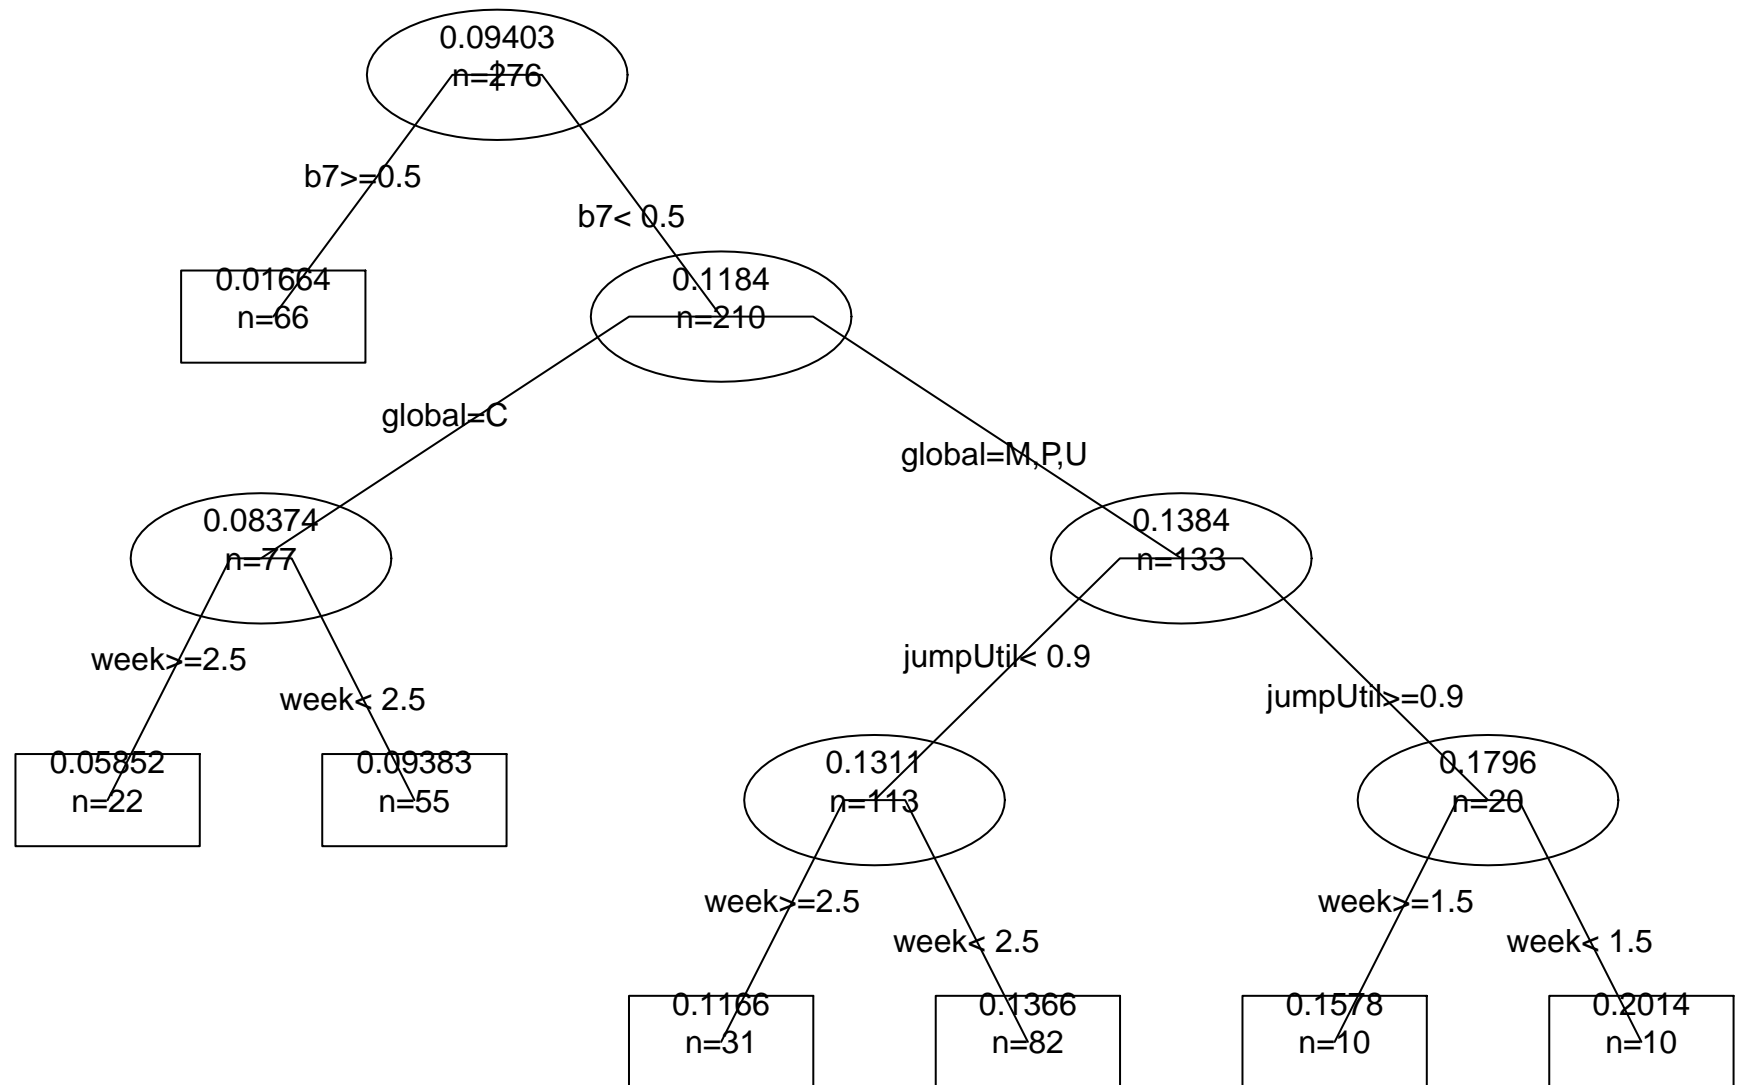 0.09403
n=276
b7>=0.5
b7< 0.5
0.01664
n=66
0.1184
n=210
global=C
global=M,P,U
0.08374
n=77
0.1384
n=133
week>=2.5
week< 2.5
jumpUtil< 0.9
jumpUtil>=0.9
0.05852
n=22
0.09383
n=55
0.1311
n=113
0.1796
n=20
week>=2.5
week< 2.5
week>=1.5
week< 1.5
0.1166
n=31
0.1366
n=82
0.1578
n=10
0.2014
n=10